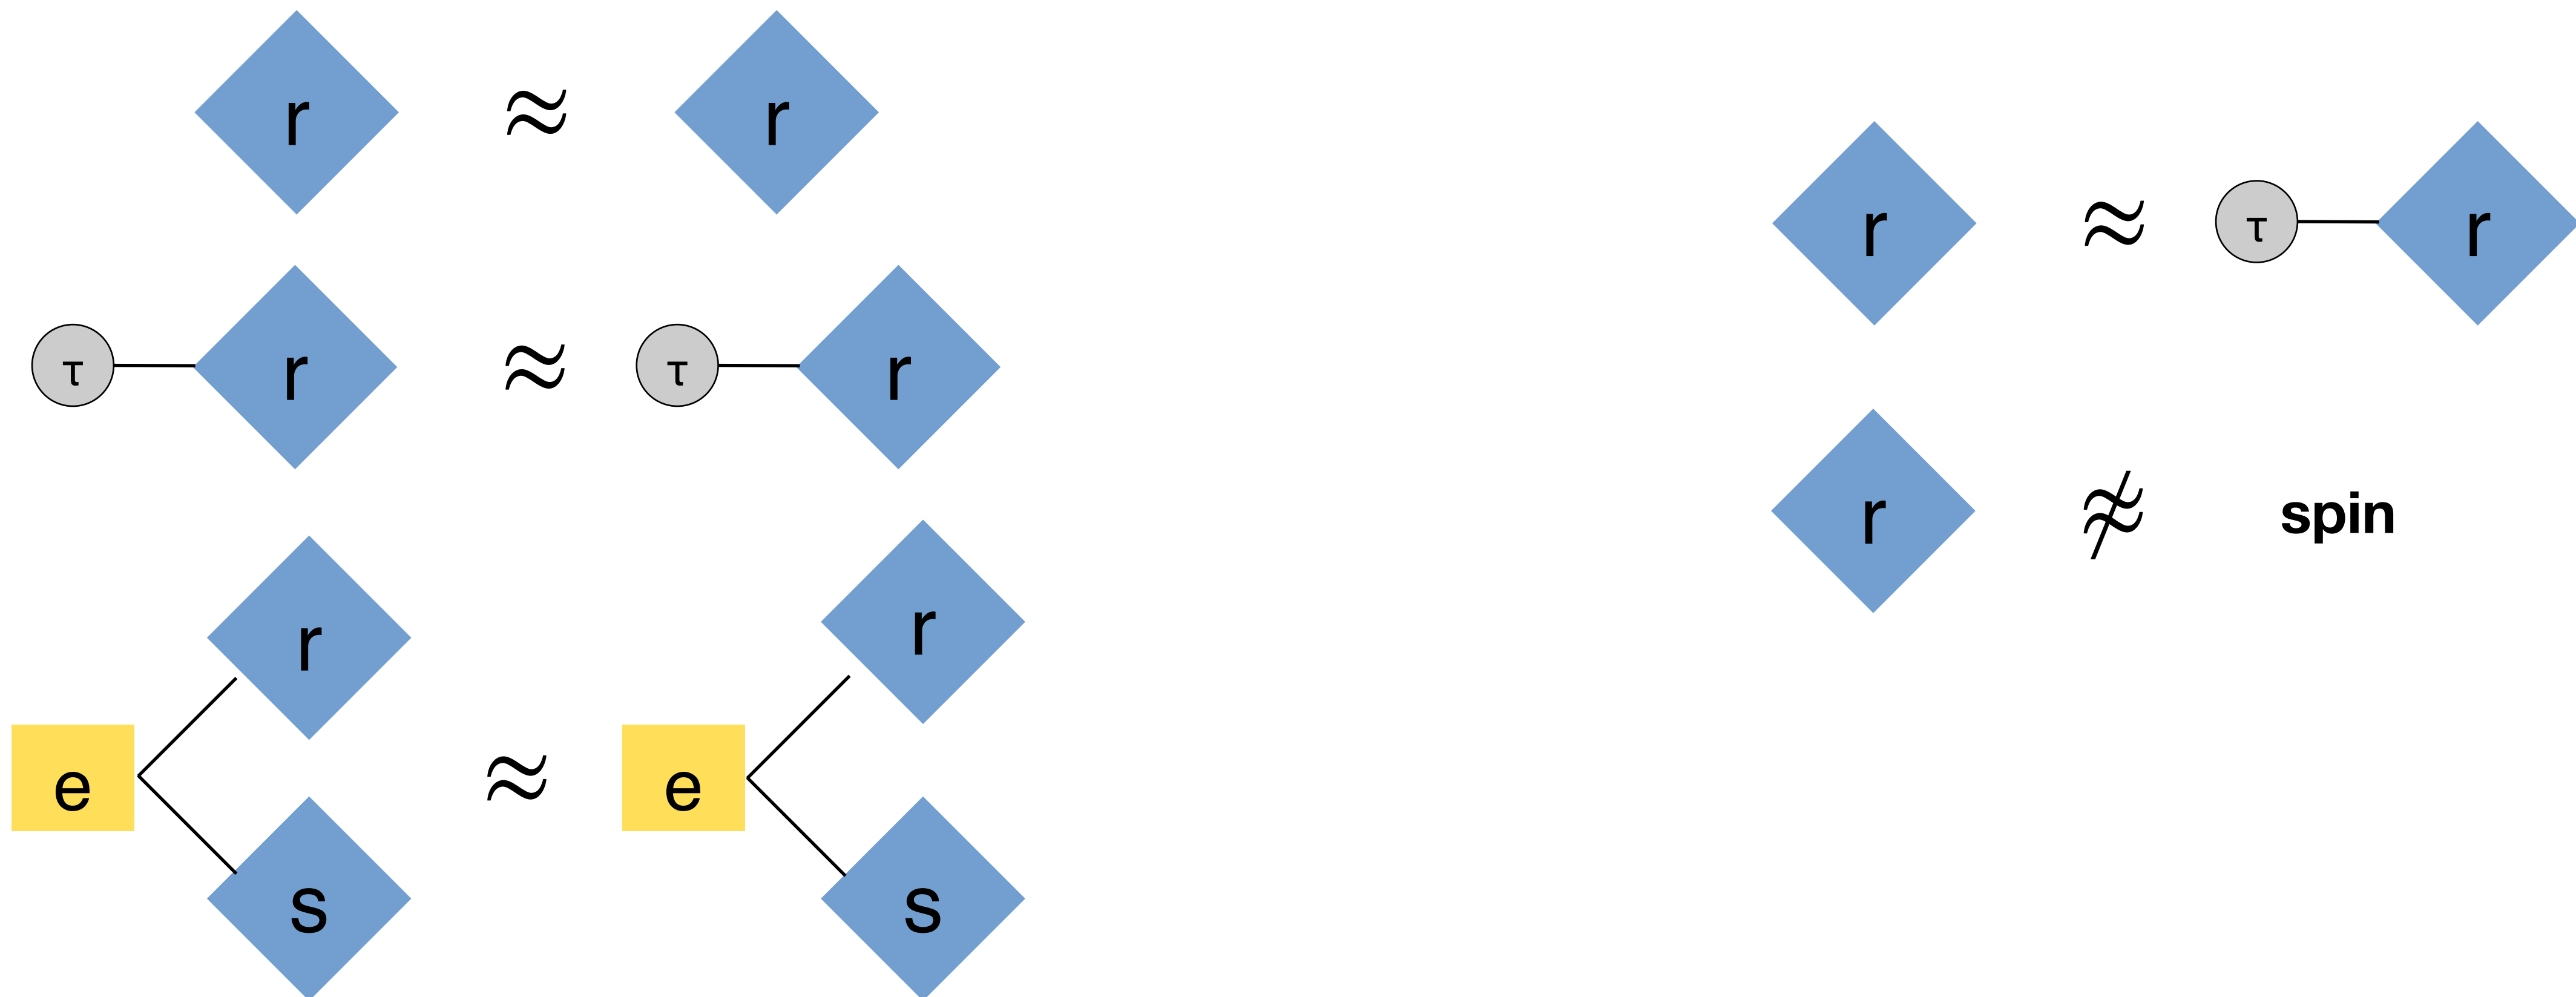 r ≈ r
τ r ≈ τ r
r r
e ≈ e
s s
r ≈ τ r
r ≉ spin